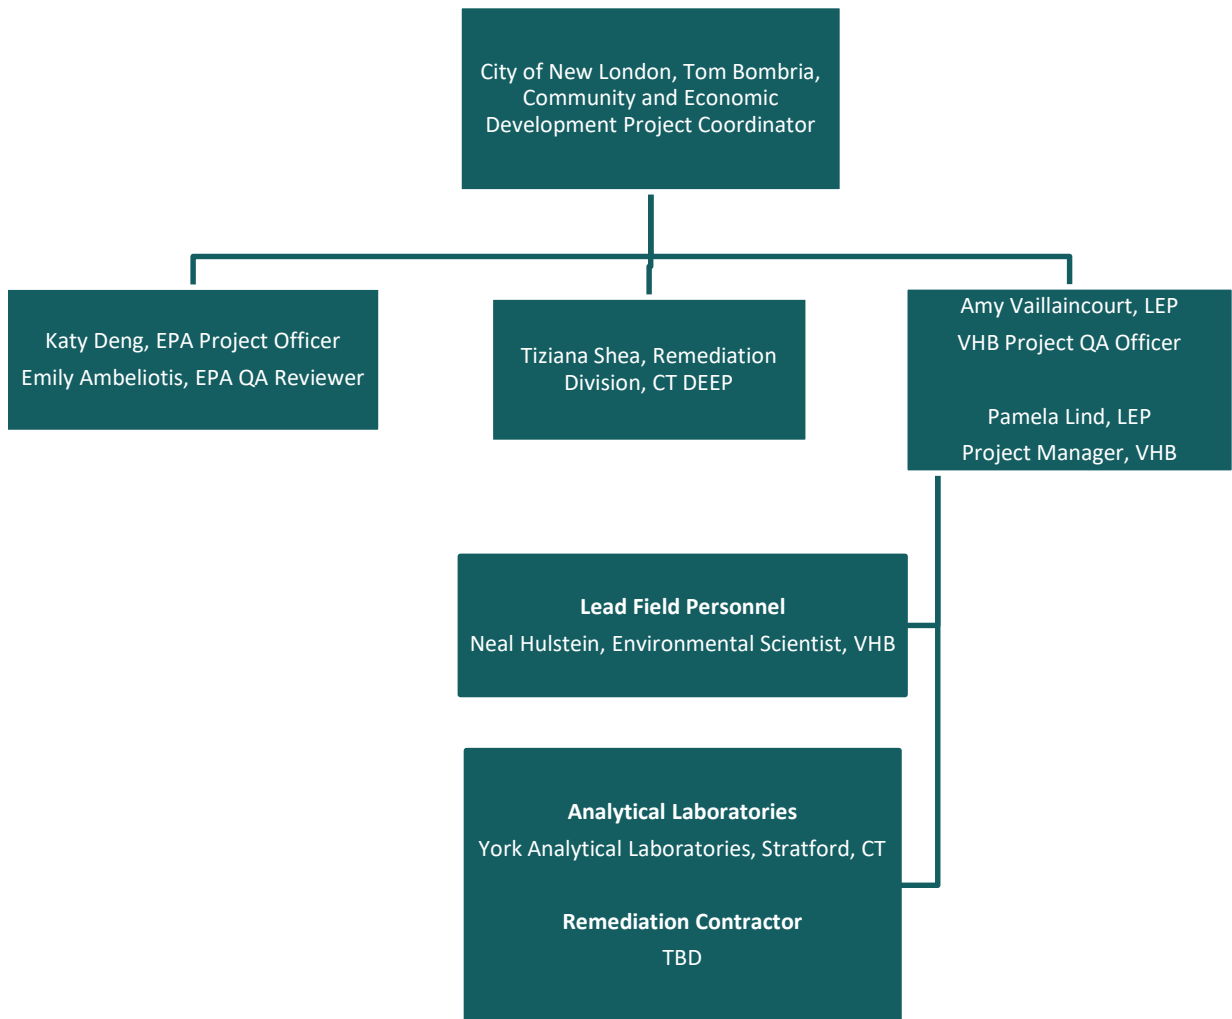 City of New London, Tom Bombria,
Community and Economic
Development Project Coordinator
Katy Deng, EPA Project Officer
Emily Ambeliotis, EPA QA Reviewer
Tiziana Shea, Remediation
Division, CT DEEP
Amy Vaillaincourt, LEP
VHB Project QA Officer
Pamela Lind, LEP
Project Manager, VHB
Lead Field Personnel
Neal Hulstein, Environmental Scientist, VHB
Analytical Laboratories
York Analytical Laboratories, Stratford, CT
Remediation Contractor
TBD